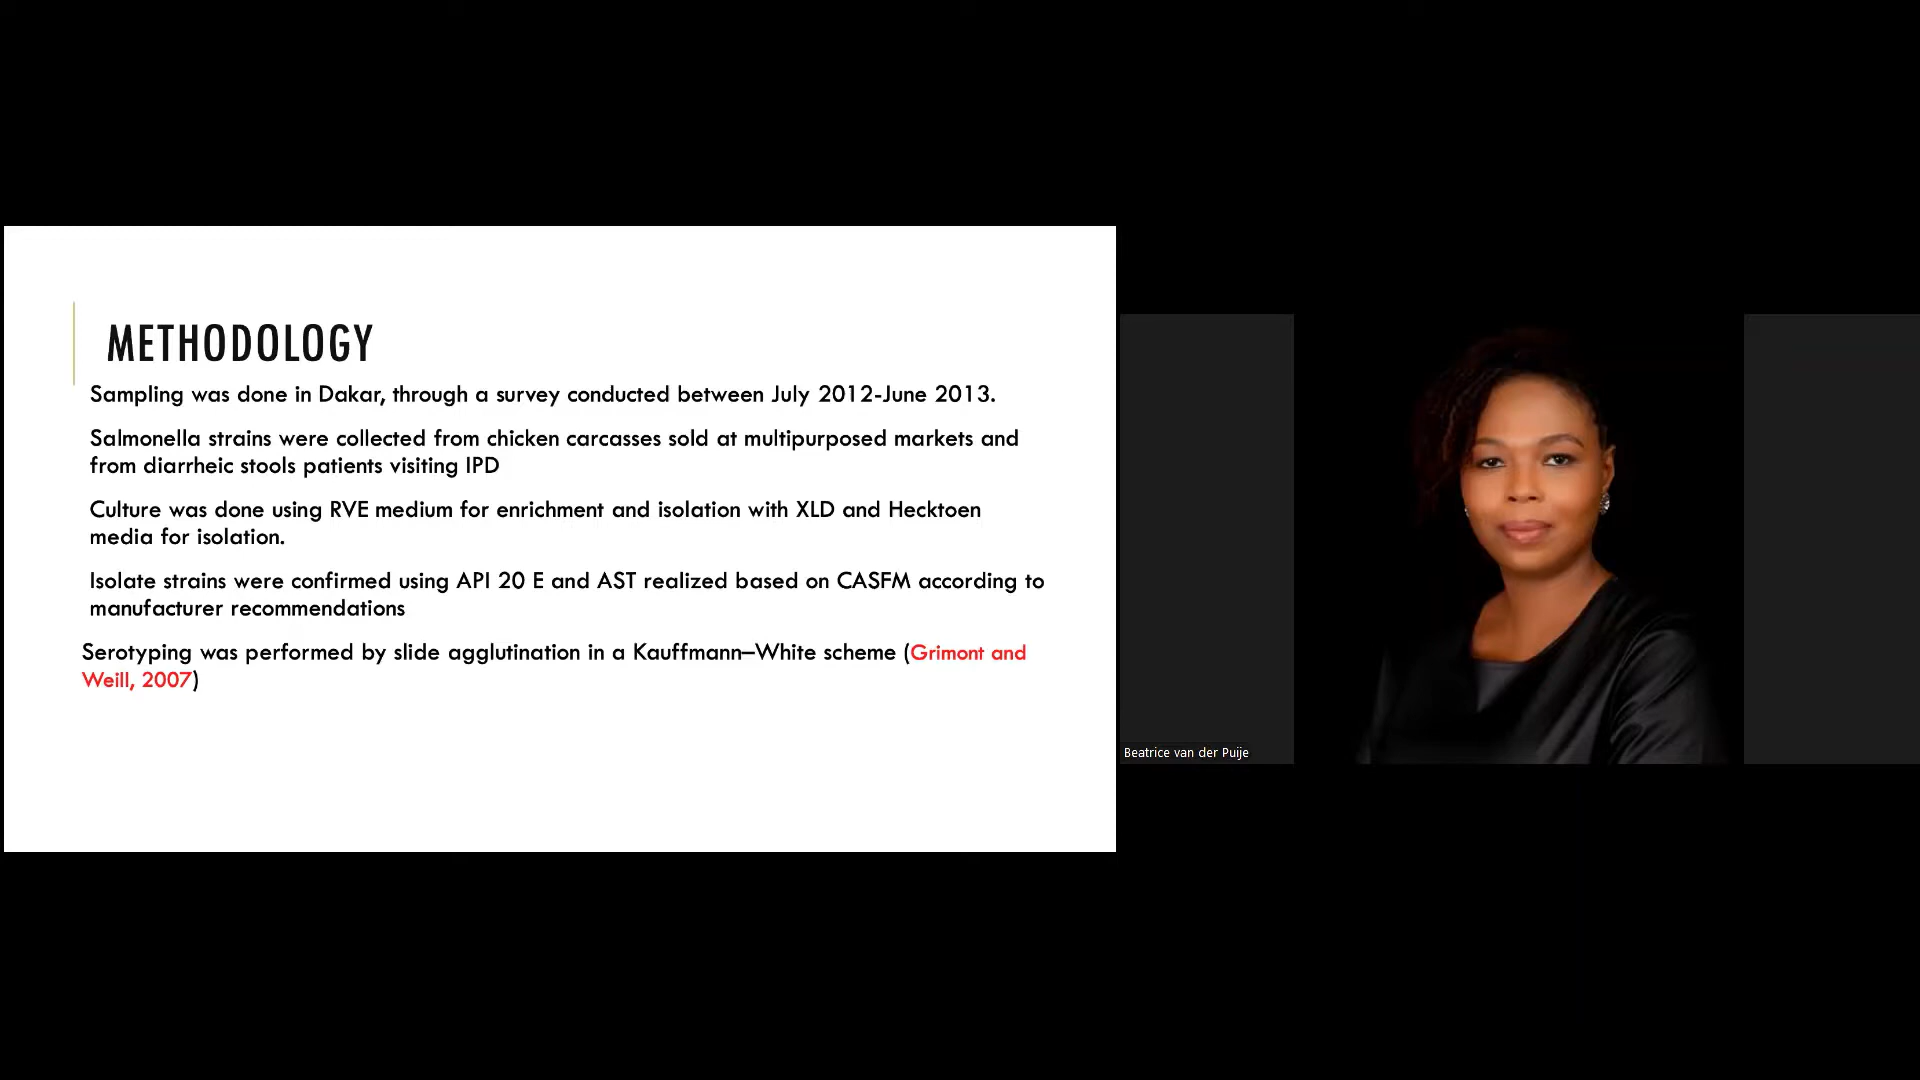 METHODOLOGY
Sampling was done in Dakar, through a survey conducted between July 2012-June 2013.
Salmonella strains were collected from chicken carcasses sold at multipurposed markets and
from diarrheic stools patients visiting IPD
Culture was done using RVE medium for enrichment and isolation with XLD and Hecktoen
media for isolation.
Isolate strains were confirmed using API 20 E and AST realized based on CASFM according to
manufacturer recommendations
Serotyping was performed by slide agglutination in a Kauffmann–White scheme (Grimont and
Weill, 2007)
Beatrice van der Puije